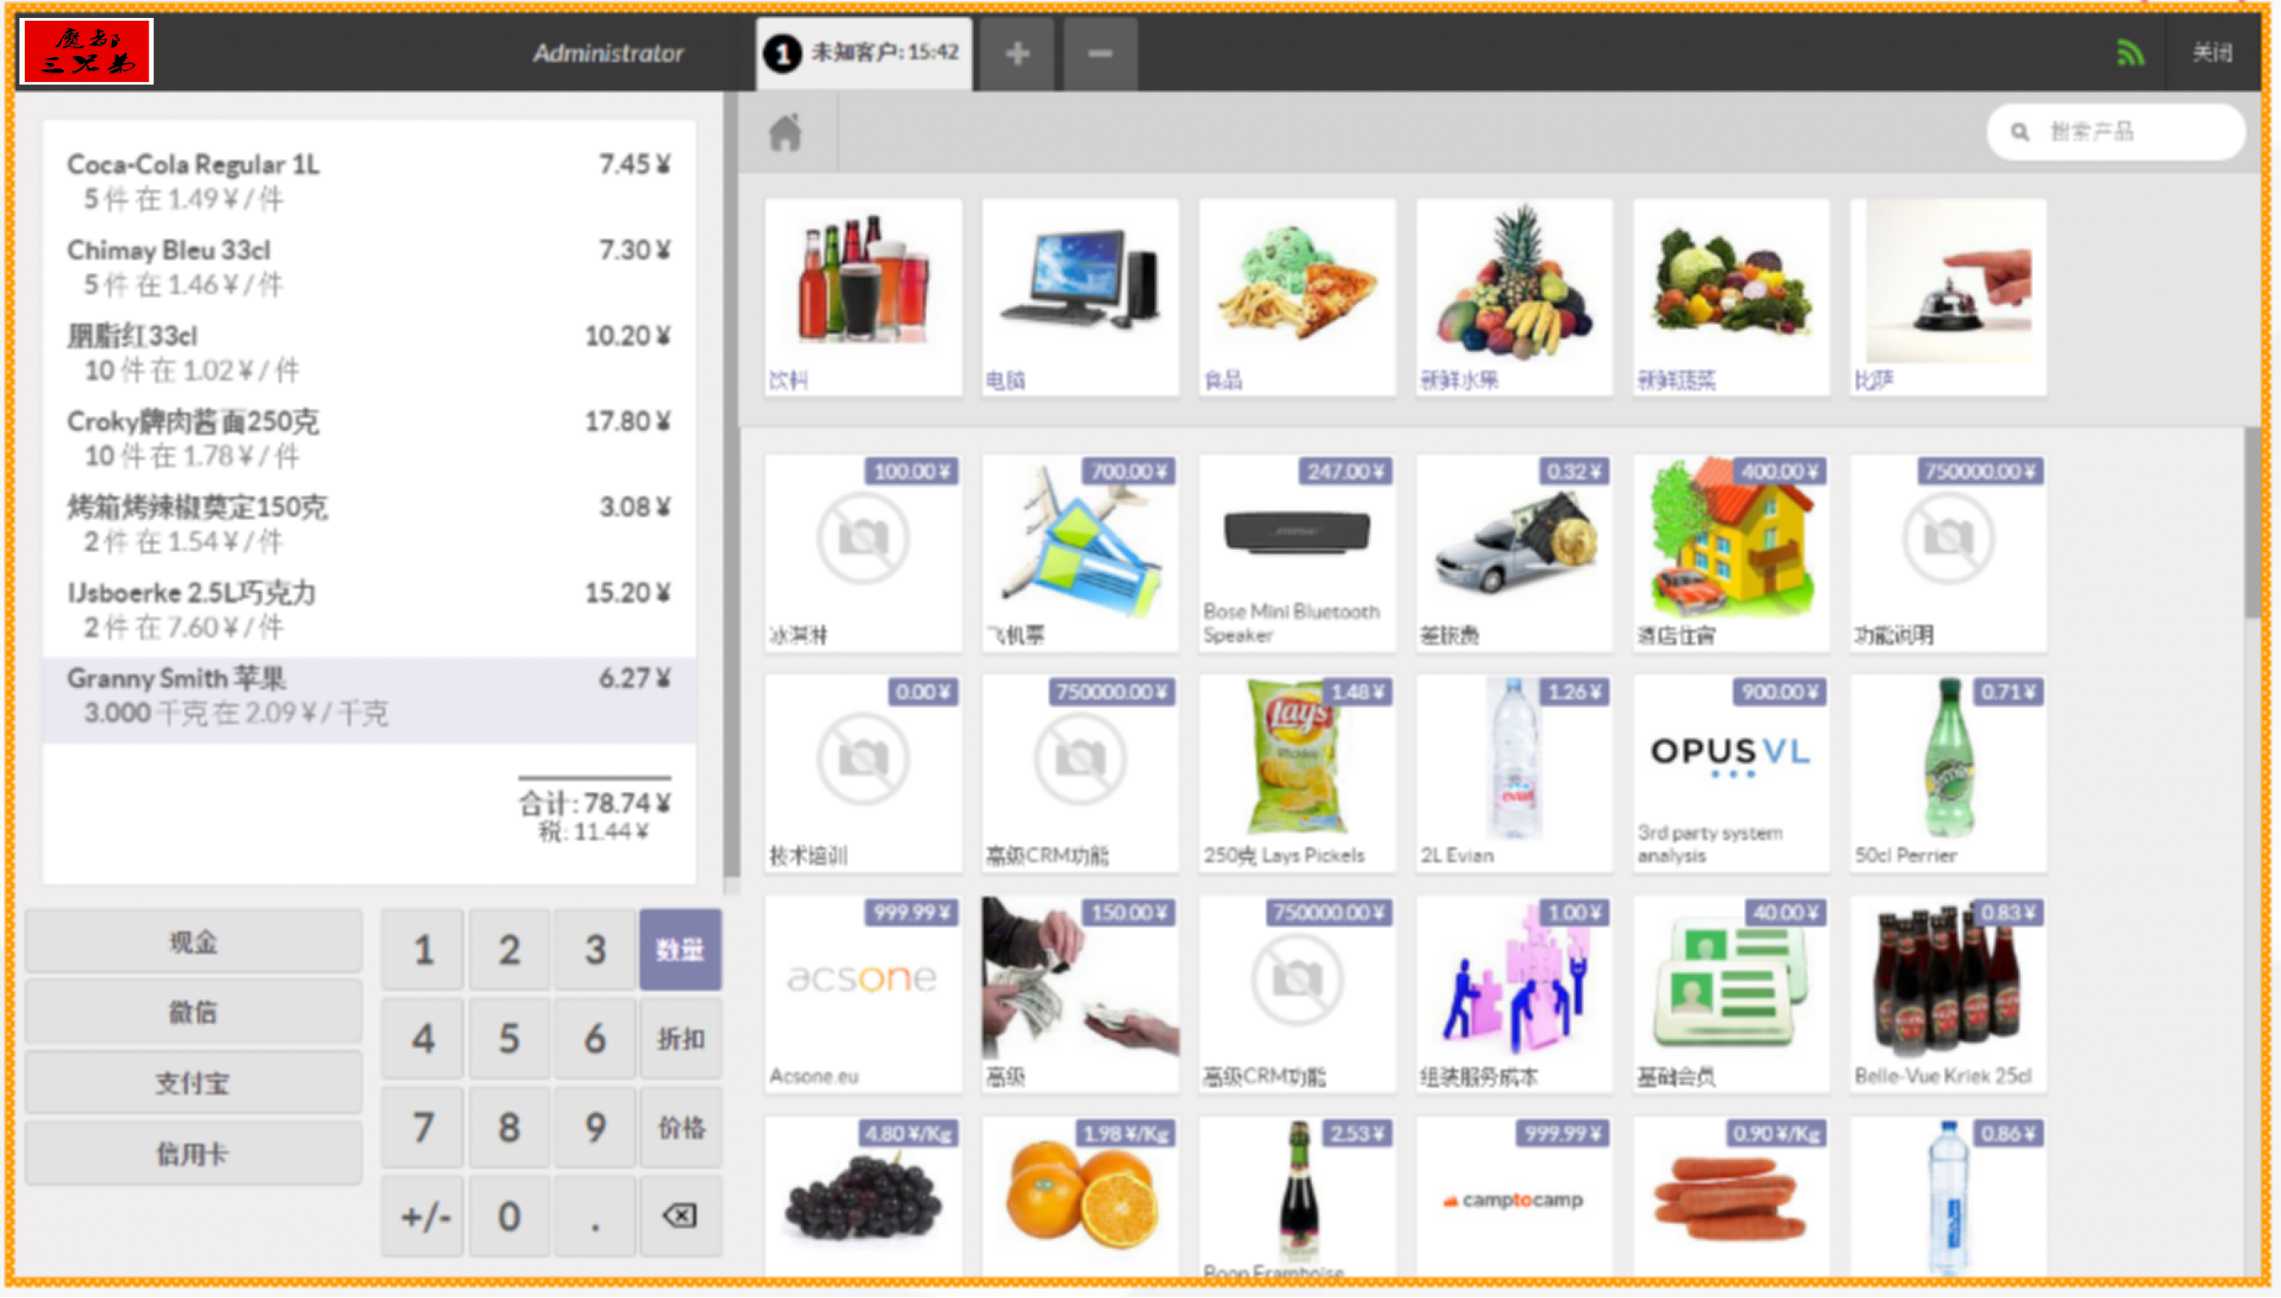 魔都
三兄弟
Administrator
1 未知客户: 15:42
+
−
关闭
搜索产品
Coca-Cola Regular 1L 7.45 ¥
5 件 在 1.49 ¥ / 件
Chimay Bleu 33cl 7.30 ¥
5 件 在 1.46 ¥ / 件
胭脂红33cl 10.20 ¥
10 件 在 1.02 ¥ / 件
Croky牌肉酱面250克 17.80 ¥
10 件 在 1.78 ¥ / 件
烤箱烤辣椒奠定150克 3.08 ¥
2 件 在 1.54 ¥ / 件
IJsboerke 2.5L巧克力 15.20 ¥
2 件 在 7.60 ¥ / 件
Granny Smith 苹果 6.27 ¥
3.000 千克 在 2.09 ¥ / 千克
合计: 78.74 ¥
税: 11.44 ¥
现金
微信
支付宝
信用卡
1 2 3 数量
4 5 6 折扣
7 8 9 价格
+/- 0 .
饮料 电脑 食品 新鲜水果 新鲜蔬菜 比萨
100.00 ¥ 700.00 ¥ 247.00 ¥ 0.32 ¥ 400.00 ¥ 750000.00 ¥
冰淇淋 飞机票 Bose Mini Bluetooth Speaker 差旅费 酒店住宿 功能说明
0.00 ¥ 750000.00 ¥ 1.48 ¥ 1.26 ¥ 900.00 ¥ 0.71 ¥
Lay's
Pickles
evian
OPUS VL
技术培训 高级CRM功能 250克 Lays Pickels 2L Evian 3rd party system analysis 50cl Perrier
999.99 ¥ 150.00 ¥ 750000.00 ¥ 1.00 ¥ 40.00 ¥ 0.83 ¥
acsone
Acsone.eu 高级 高级CRM功能 组装服务成本 基础会员 Belle-Vue Kriek 25cl
4.80 ¥/Kg 1.98 ¥/Kg 2.53 ¥ 999.99 ¥ 0.90 ¥/Kg 0.86 ¥
camptocamp
Boon Framboise